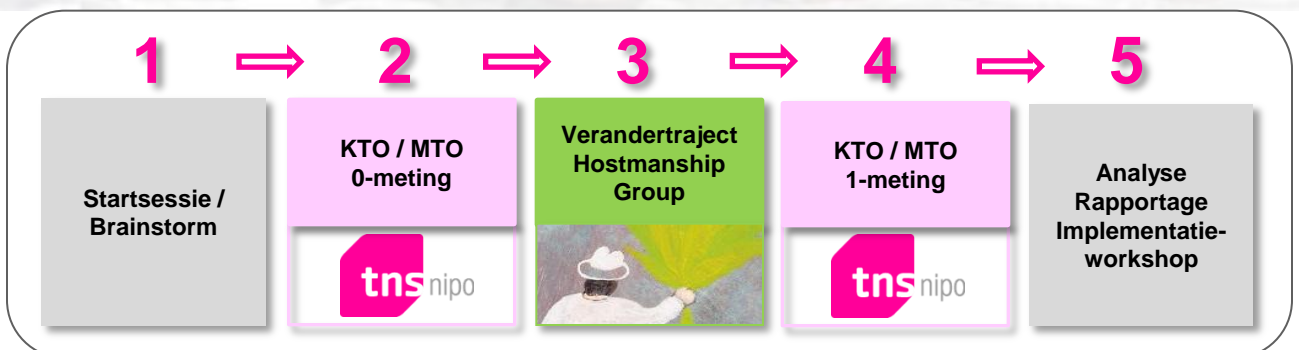 1
2
3
4
5
Startsessie /
Brainstorm
KTO / MTO
0-meting
tns nipo
Verandertraject
Hostmanship
Group
KTO / MTO
1-meting
tns nipo
Analyse
Rapportage
Implementatie-
workshop